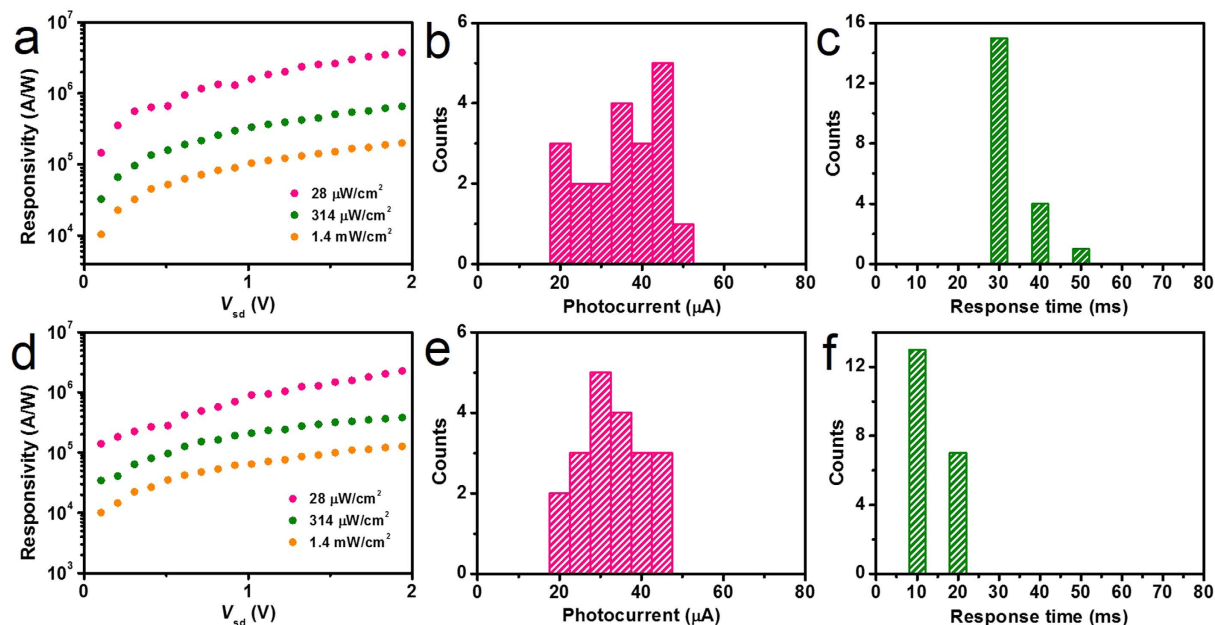 a
Responsivity (A/W)
10^7
10^6
10^5
10^4
28 μW/cm²
314 μW/cm²
1.4 mW/cm²
0 1 2
V_sd (V)
b
Counts
6
4
2
0
0 20 40 60 80
Photocurrent (μA)
c
Counts
16
12
8
4
0
0 10 20 30 40 50 60 70 80
Response time (ms)
d
Responsivity (A/W)
10^7
10^6
10^5
10^4
10^3
28 μW/cm²
314 μW/cm²
1.4 mW/cm²
0 1 2
V_sd (V)
e
Counts
6
4
2
0
0 20 40 60 80
Photocurrent (μA)
f
Counts
12
8
4
0
0 10 20 30 40 50 60 70 80
Response time (ms)